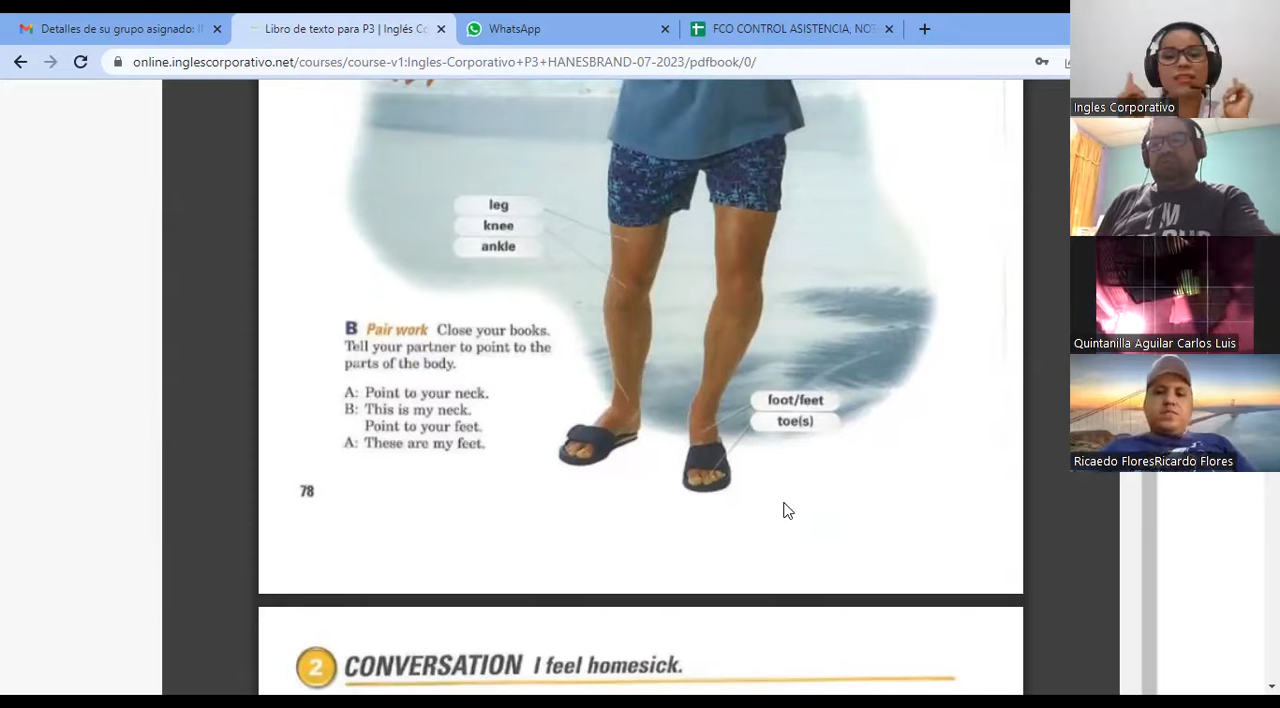 Detalles de su grupo asignado: I
Libro de texto para P3 | Inglés Co
WhatsApp
FCO CONTROL ASISTENCIA, NO
online.inglescorporativo.net/courses/course-v1:Ingles-Corporativo+P3+HANESBRAND-07-2023/pdfbook/0/
Ingles Corporativo
Quintanilla Aguilar Carlos Luis
Ricaedo FloresRicardo Flores
leg
knee
ankle
B Pair work Close your books.
Tell your partner to point to the
parts of the body.
A: Point to your neck.
B: This is my neck.
Point to your feet.
A: These are my feet.
foot/feet
toe(s)
78
2 CONVERSATION I feel homesick.